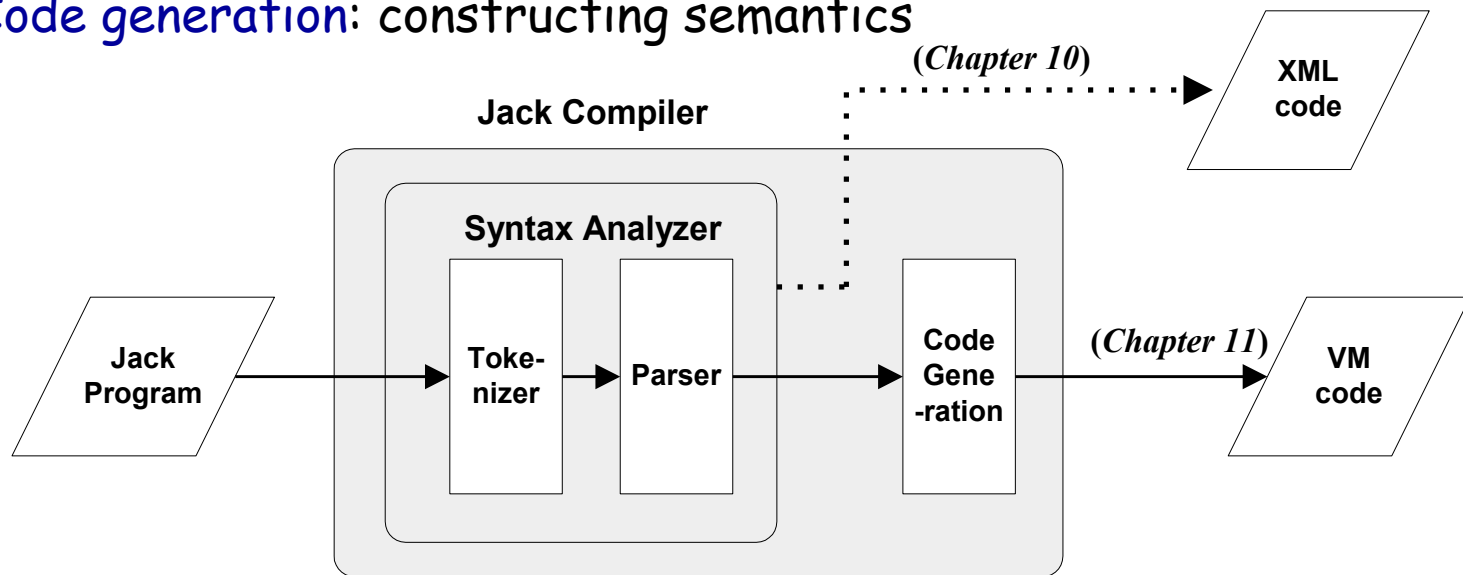 Code generation: constructing semantics
(Chapter 10)
XML
code
Jack Compiler
Syntax Analyzer
Jack
Program
Toke-
nizer
Parser
Code
Gene
-ration
(Chapter 11)
VM
code